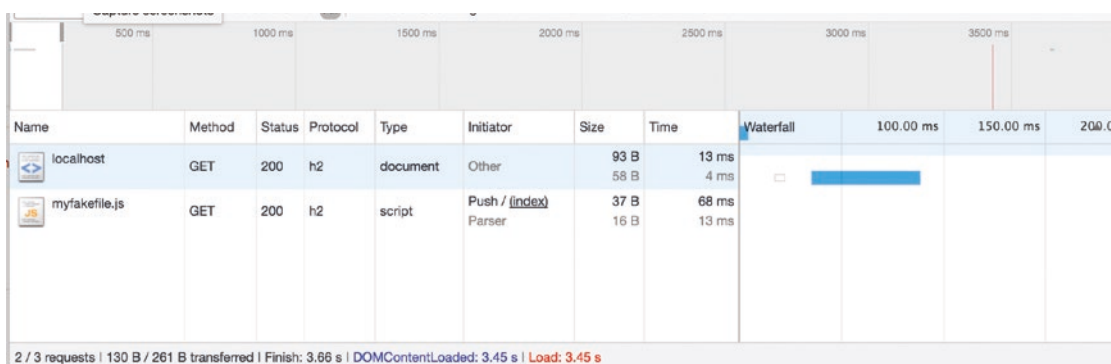 500 ms 1000 ms 1500 ms 2000 ms 2500 ms 3000 ms 3500 ms
Name Method Status Protocol Type Initiator Size Time Waterfall 100.00 ms 150.00 ms
localhost GET 200 h2 document Other 93 B 13 ms
58 B 4 ms
myfakefile.js GET 200 h2 script Push / (index) 37 B 68 ms
Parser 16 B 13 ms
2 / 3 requests | 130 B / 261 B transferred | Finish: 3.66 s | DOMContentLoaded: 3.45 s | Load: 3.45 s